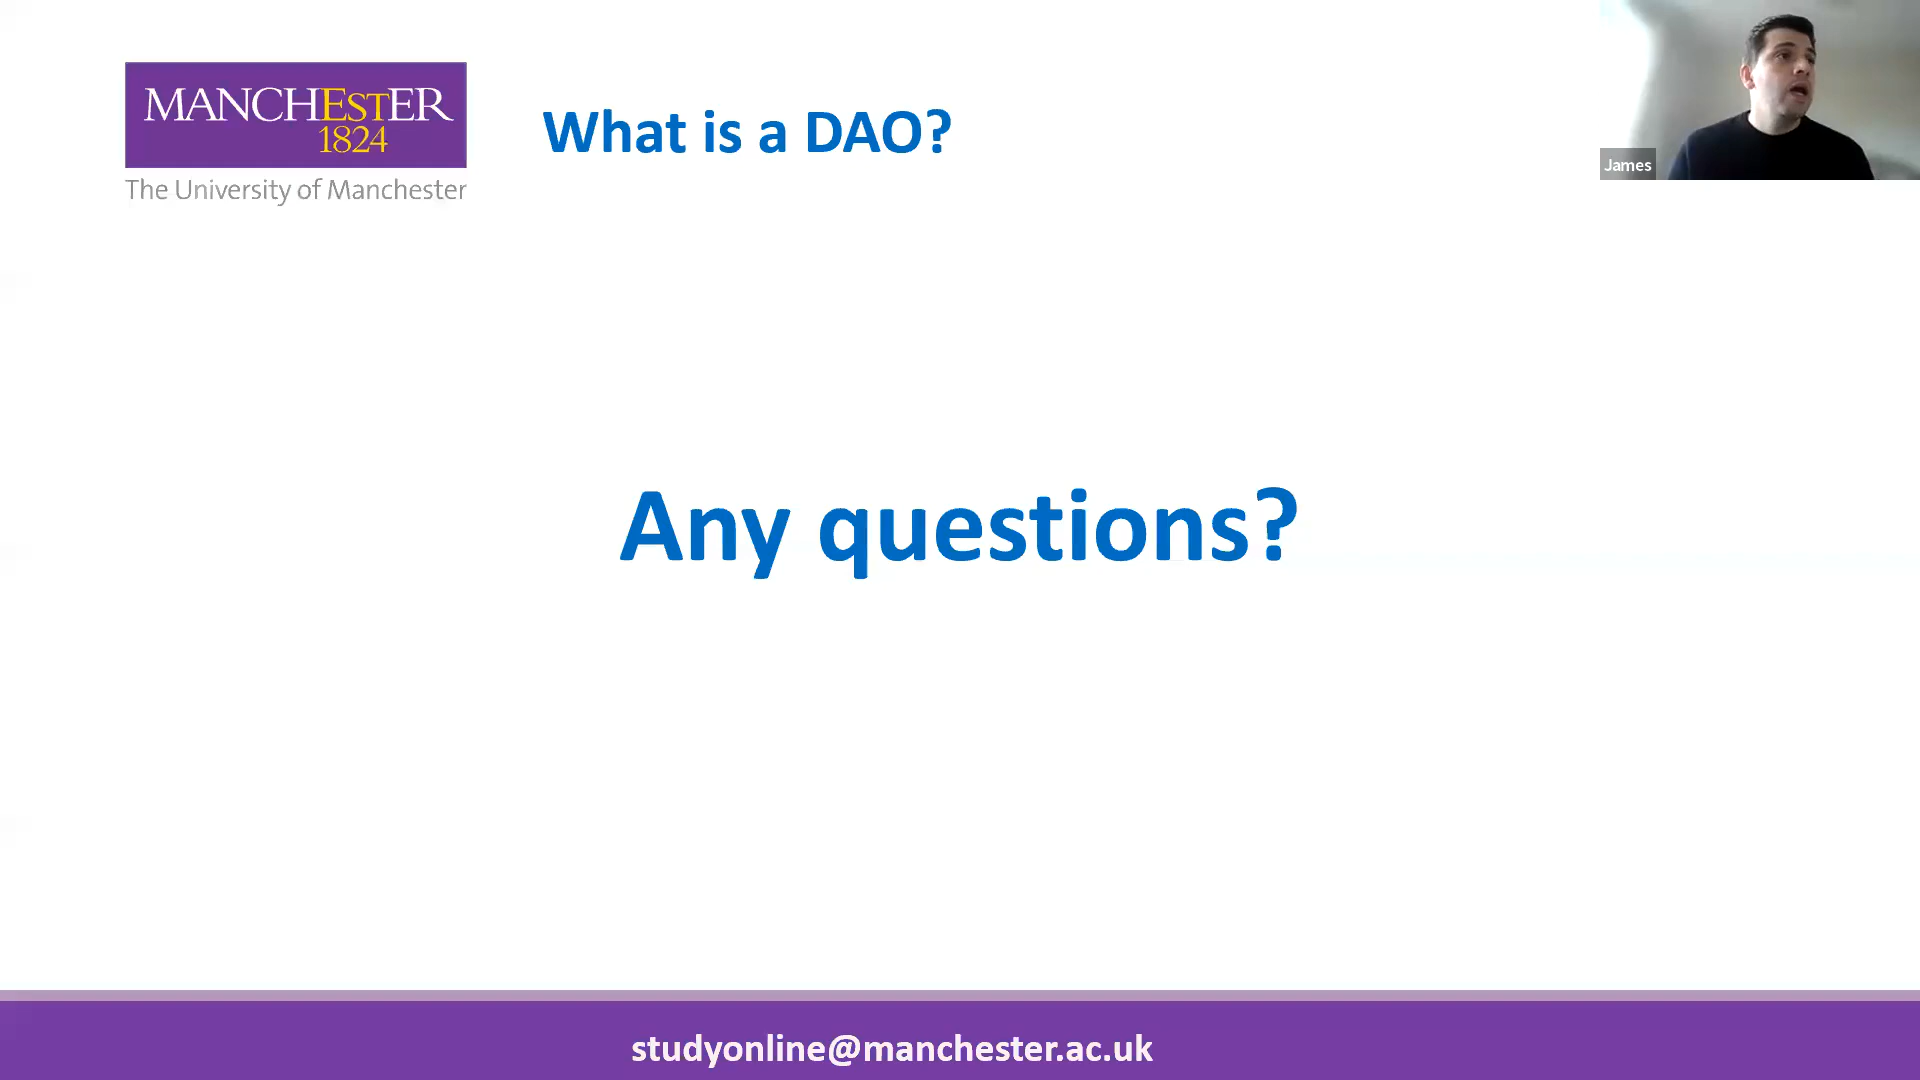 MANCHEStER
1824
The University of Manchester
What is a DAO?
James
Any questions?
studyonline@manchester.ac.uk